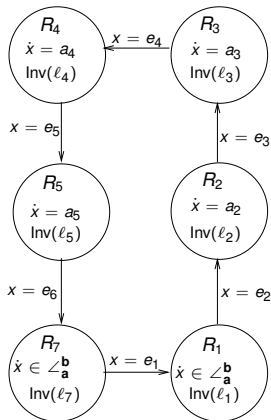 R₄
ẋ = a₄
Inv(ℓ₄)
x = e₄
R₃
ẋ = a₃
Inv(ℓ₃)
x = e₅
x = e₃
R₅
ẋ = a₅
Inv(ℓ₅)
R₂
ẋ = a₂
Inv(ℓ₂)
x = e₆
x = e₂
R₇
ẋ ∈ ∠ᵇₐ
Inv(ℓ₇)
x = e₁
R₁
ẋ ∈ ∠ᵇₐ
Inv(ℓ₁)